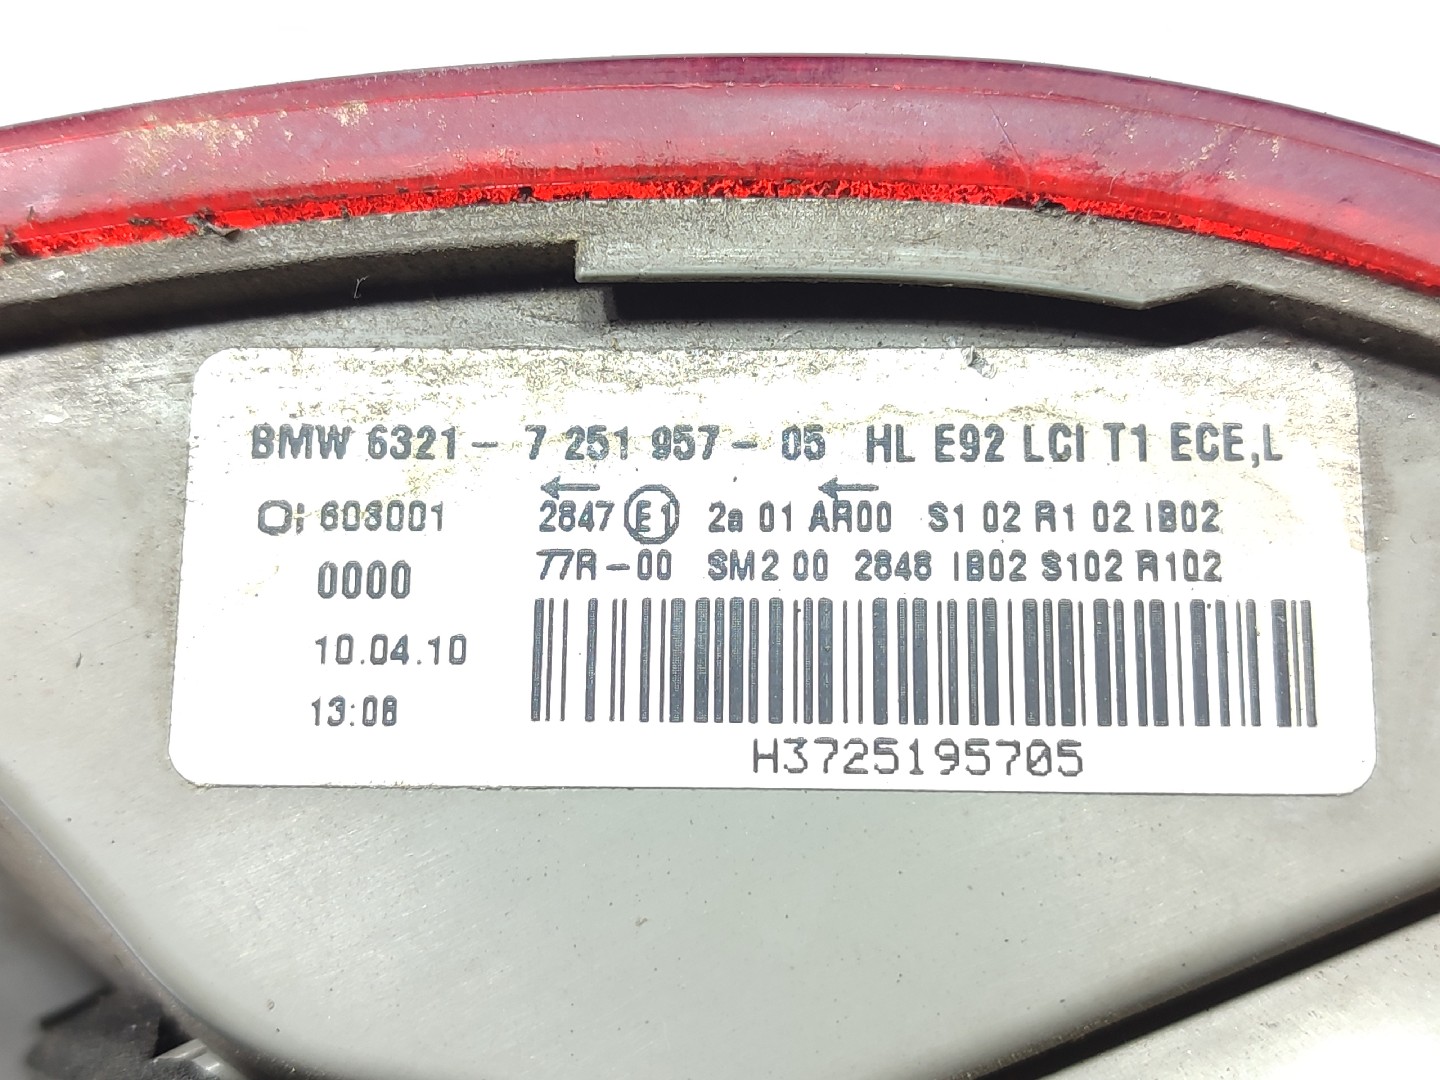 BMW 6321- 7 251 957- 05 HL E92 LCI T1 ECE,L
603001 2847 E1 2a 01 AR00 S1 02 R1 02 IB02
0000 77R-00 SM2 00 2848 IB02 S102 R102
10.04.10
13:08
H3725195705